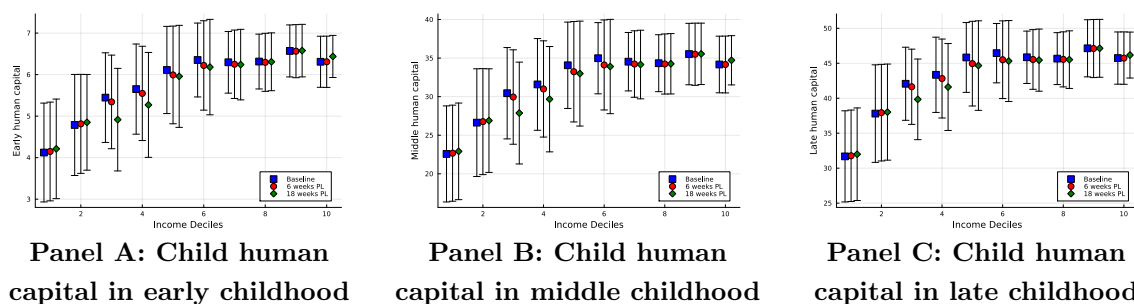 Early human capital
7
6
5
4
3
2
4
6
8
10
Income Deciles
Baseline
6 weeks PL
18 weeks PL
Panel A: Child human
capital in early childhood
Middle human capital
40
35
30
25
20
2
4
6
8
10
Income Deciles
Baseline
6 weeks PL
18 weeks PL
Panel B: Child human
capital in middle childhood
Late human capital
50
45
40
35
30
25
2
4
6
8
10
Income Deciles
Baseline
6 weeks PL
18 weeks PL
Panel C: Child human
capital in late childhood